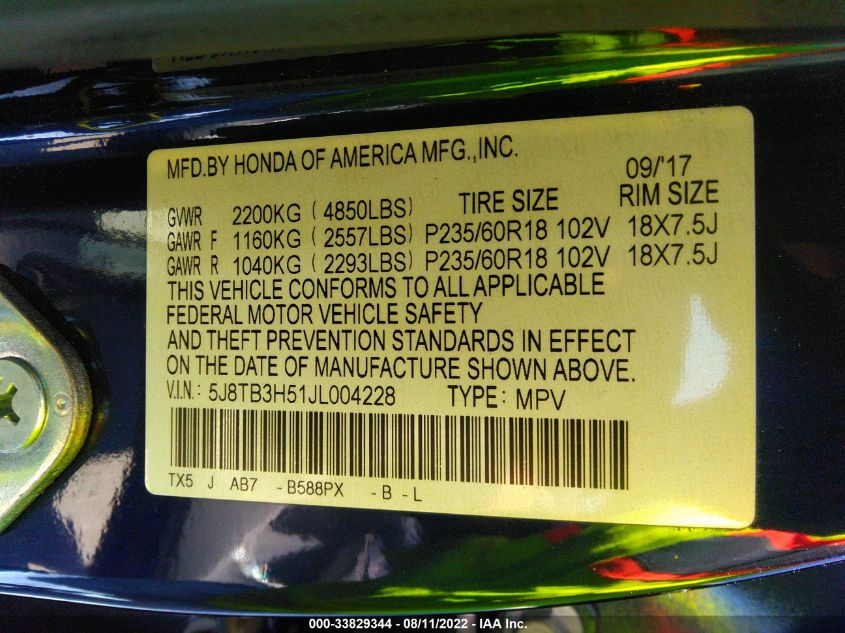 MFD.BY HONDA OF AMERICA MFG.,INC.
09/'17
GVWR 2200KG ( 4850LBS) TIRE SIZE RIM SIZE
GAWR F 1160KG ( 2557LBS) P235/60R18 102V 18X7.5J
GAWR R 1040KG ( 2293LBS) P235/60R18 102V 18X7.5J
THIS VEHICLE CONFORMS TO ALL APPLICABLE
FEDERAL MOTOR VEHICLE SAFETY
AND THEFT PREVENTION STANDARDS IN EFFECT
ON THE DATE OF MANUFACTURE SHOWN ABOVE.
V.I.N.: 5J8TB3H51JL004228 TYPE: MPV
TX5 J AB7 -B588PX -B -L
000-33829344 - 08/11/2022 - IAA Inc.